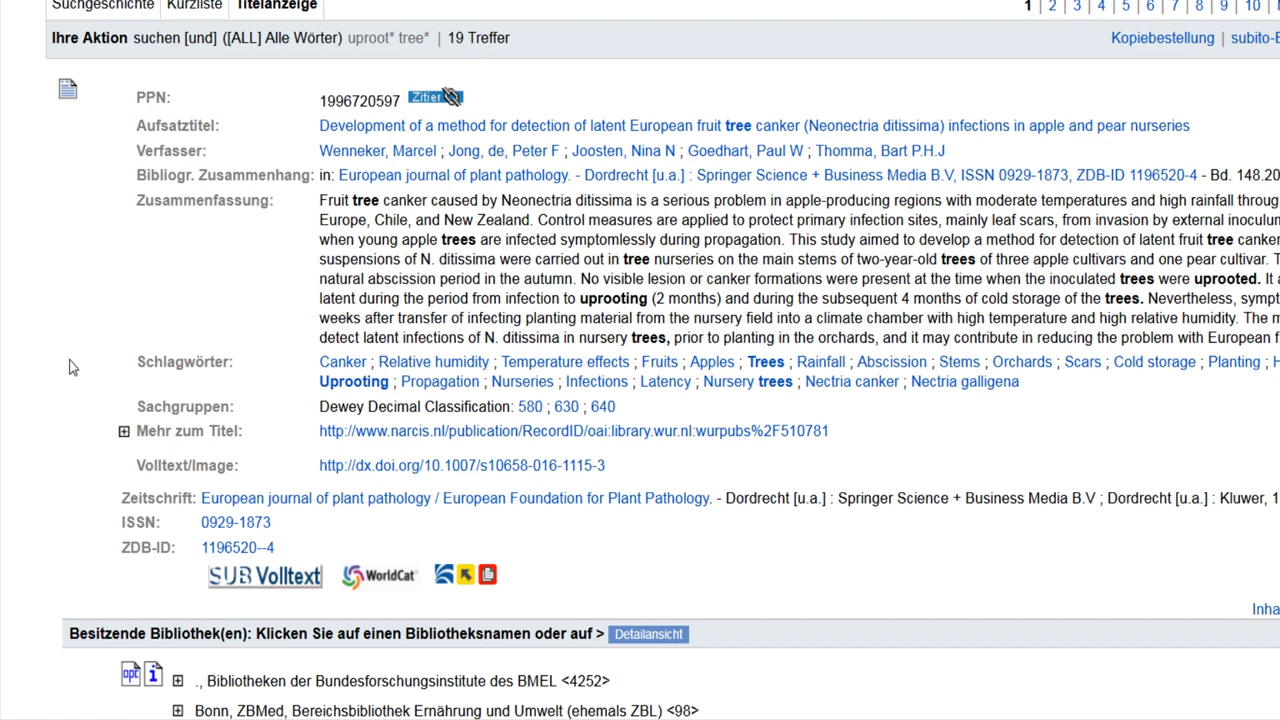 Suchgeschichte | Kurzliste | Titelanzeige
1 | 2 | 3 | 4 | 5 | 6 | 7 | 8 | 9 | 10 |
Ihre Aktion suchen [und] ([ALL] Alle Wörter) uproot* tree* | 19 Treffer
Kopiebestellung | subito-
PPN: 1996720597 Zitier
Aufsatztitel: Development of a method for detection of latent European fruit tree canker (Neonectria ditissima) infections in apple and pear nurseries
Verfasser: Wenneker, Marcel ; Jong, de, Peter F ; Joosten, Nina N ; Goedhart, Paul W ; Thomma, Bart P.H.J
Bibliogr. Zusammenhang: in: European journal of plant pathology. - Dordrecht [u.a.] : Springer Science + Business Media B.V, ISSN 0929-1873, ZDB-ID 1196520-4 - Bd. 148.20
Zusammenfassung: Fruit tree canker caused by Neonectria ditissima is a serious problem in apple-producing regions with moderate temperatures and high rainfall throug
Europe, Chile, and New Zealand. Control measures are applied to protect primary infection sites, mainly leaf scars, from invasion by external inoculum
when young apple trees are infected symptomlessly during propagation. This study aimed to develop a method for detection of latent fruit tree canker
suspensions of N. ditissima were carried out in tree nurseries on the main stems of two-year-old trees of three apple cultivars and one pear cultivar. T
natural abscission period in the autumn. No visible lesion or canker formations were present at the time when the inoculated trees were uprooted. It a
latent during the period from infection to uprooting (2 months) and during the subsequent 4 months of cold storage of the trees. Nevertheless, sympt
weeks after transfer of infecting planting material from the nursery field into a climate chamber with high temperature and high relative humidity. The m
detect latent infections of N. ditissima in nursery trees, prior to planting in the orchards, and it may contribute in reducing the problem with European f
Schlagwörter: Canker ; Relative humidity ; Temperature effects ; Fruits ; Apples ; Trees ; Rainfall ; Abscission ; Stems ; Orchards ; Scars ; Cold storage ; Planting ; H
Uprooting ; Propagation ; Nurseries ; Infections ; Latency ; Nursery trees ; Nectria canker ; Nectria galligena
Sachgruppen: Dewey Decimal Classification: 580 ; 630 ; 640
Mehr zum Titel: http://www.narcis.nl/publication/RecordID/oai:library.wur.nl:wurpubs%2F510781
Volltext/Image: http://dx.doi.org/10.1007/s10658-016-1115-3
Zeitschrift: European journal of plant pathology / European Foundation for Plant Pathology. - Dordrecht [u.a.] : Springer Science + Business Media B.V ; Dordrecht [u.a.] : Kluwer, 1
ISSN: 0929-1873
ZDB-ID: 1196520--4
SUB Volltext WorldCat
Inha
Besitzende Bibliothek(en): Klicken Sie auf einen Bibliotheksnamen oder auf > Detailansicht
opc i ., Bibliotheken der Bundesforschungsinstitute des BMEL <4252>
Bonn, ZBMed, Bereichsbibliothek Ernährung und Umwelt (ehemals ZBL) <98>